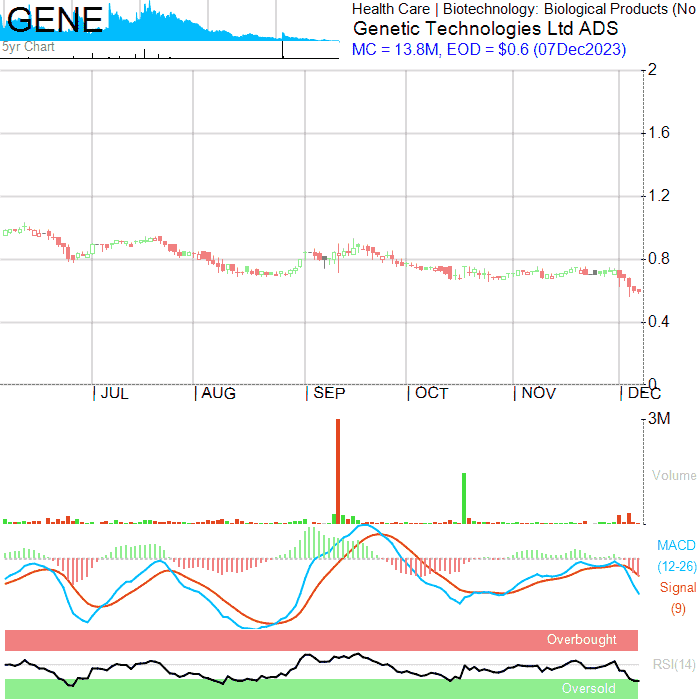 GENE
5yr Chart
Health Care | Biotechnology: Biological Products (No
Genetic Technologies Ltd ADS
MC = 13.8M, EOD = $0.6 (07Dec2023)
2
1.6
1.2
0.8
0.4
0
JUL AUG SEP OCT NOV DEC
3M
Volume
MACD
(12-26)
Signal
(9)
Overbought
RSI(14)
Oversold